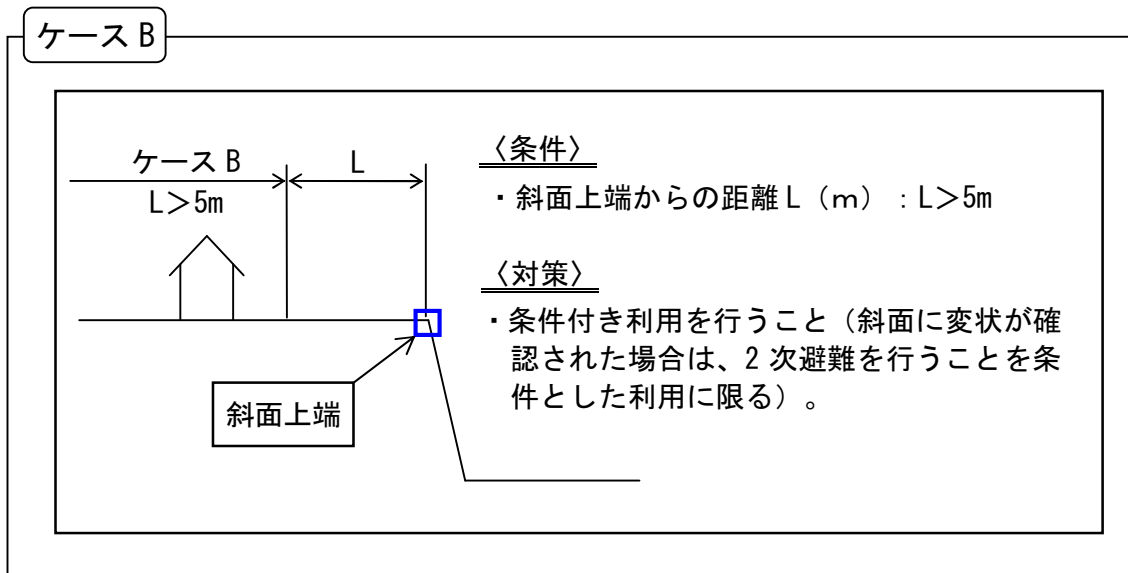 ケースB
ケースB
L
L＞5m
斜面上端
〈条件〉
・斜面上端からの距離L（ｍ）：L＞5m
〈対策〉
・条件付き利用を行うこと（斜面に変状が確
認された場合は、2次避難を行うことを条
件とした利用に限る）。